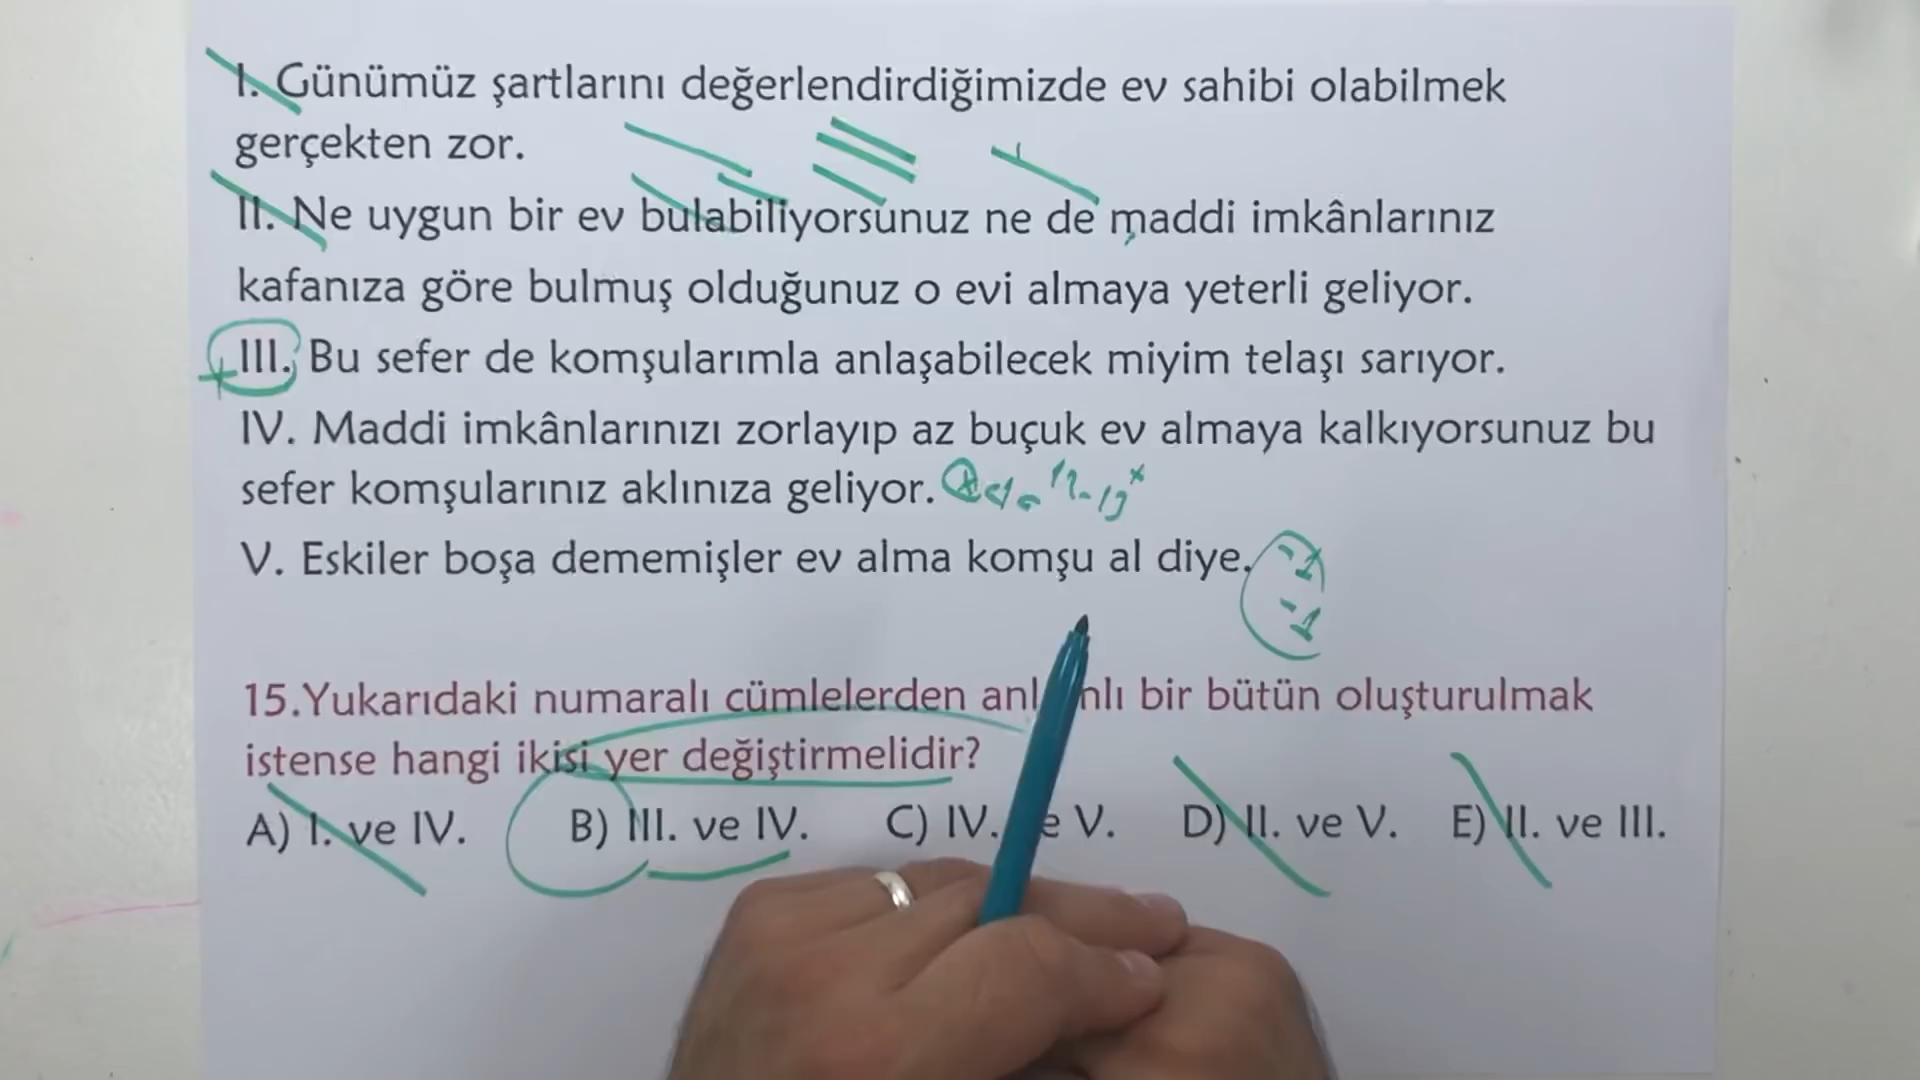 I. Günümüz şartlarını değerlendirdiğimizde ev sahibi olabilmek
gerçekten zor.
II. Ne uygun bir ev bulabiliyorsunuz ne de maddi imkânlarınız
kafanıza göre bulmuş olduğunuz o evi almaya yeterli geliyor.
III. Bu sefer de komşularımla anlaşabilecek miyim telaşı sarıyor.
IV. Maddi imkânlarınızı zorlayıp az buçuk ev almaya kalkıyorsunuz bu
sefer komşularınız aklınıza geliyor.
V. Eskiler boşa dememişler ev alma komşu al diye.
-1
-1
15.Yukarıdaki numaralı cümlelerden bir bütün oluşturulmak
istense hangi ikisi yer değiştirmelidir?
A) I. ve IV. B) III. ve IV. C) IV. V. D) II. ve V. E) II. ve III.